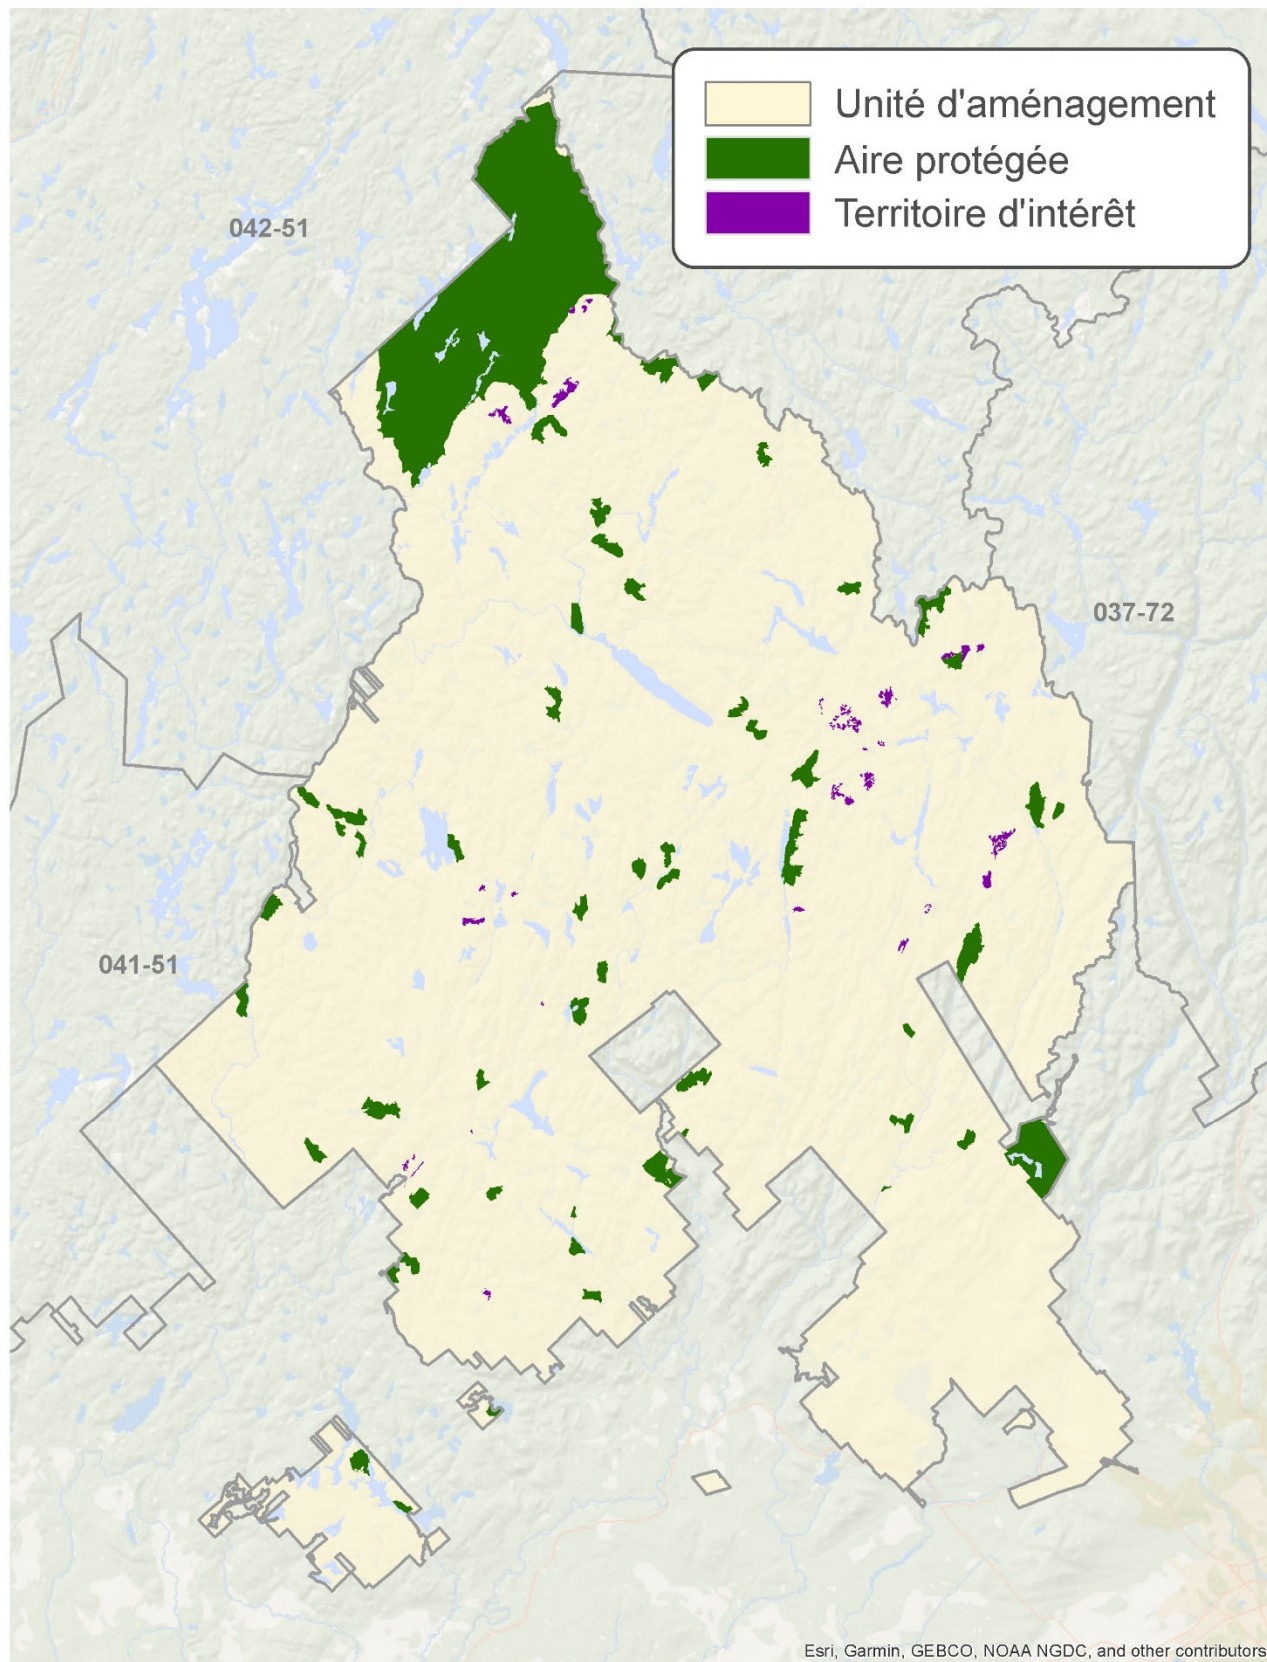 Unité d'aménagement
Aire protégée
Territoire d'intérêt
042-51
037-72
041-51
Esri, Garmin, GEBCO, NOAA NGDC, and other contributors